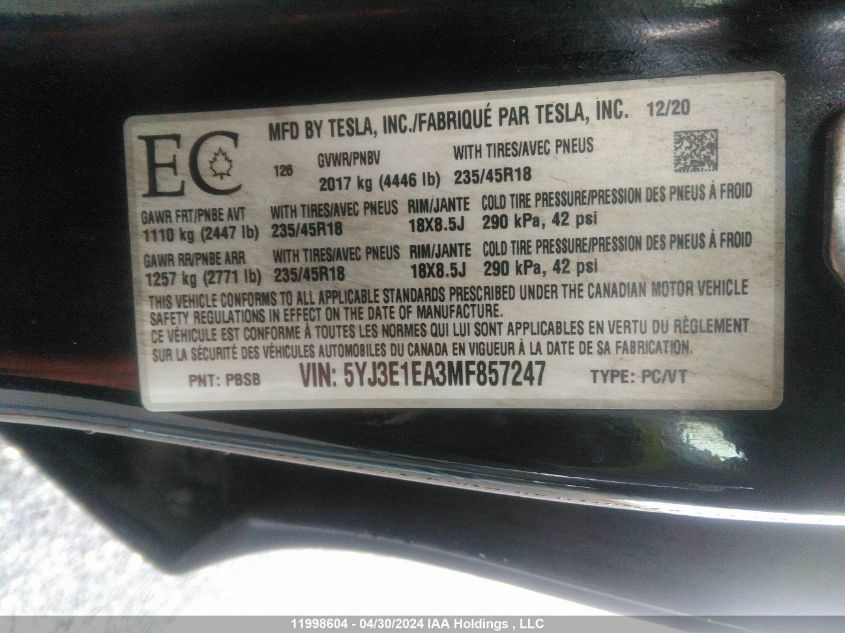 MFD BY TESLA, INC./FABRIQUÉ PAR TESLA, INC. 12/20
EC
126 GVWR/PNBV WITH TIRES/AVEC PNEUS
2017 kg (4446 lb) 235/45R18
GAWR FRT/PNBE AVT WITH TIRES/AVEC PNEUS RIM/JANTE COLD TIRE PRESSURE/PRESSION DES PNEUS À FROID
1110 kg (2447 lb) 235/45R18 18X8.5J 290 kPa, 42 psi
GAWR RR/PNBE ARR WITH TIRES/AVEC PNEUS RIM/JANTE COLD TIRE PRESSURE/PRESSION DES PNEUS À FROID
1257 kg (2771 lb) 235/45R18 18X8.5J 290 kPa, 42 psi
THIS VEHICLE CONFORMS TO ALL APPLICABLE STANDARDS PRESCRIBED UNDER THE CANADIAN MOTOR VEHICLE
SAFETY REGULATIONS IN EFFECT ON THE DATE OF MANUFACTURE.
CE VÉHICULE EST CONFORME À TOUTES LES NORMES QUI LUI SONT APPLICABLES EN VERTU DU RÈGLEMENT
SUR LA SÉCURITÉ DES VÉHICULES AUTOMOBILES DU CANADA EN VIGUEUR À LA DATE DE SA FABRICATION.
PNT: PBSB VIN: 5YJ3E1EA3MF857247 TYPE: PC/VT
11998604 - 04/30/2024 IAA Holdings , LLC